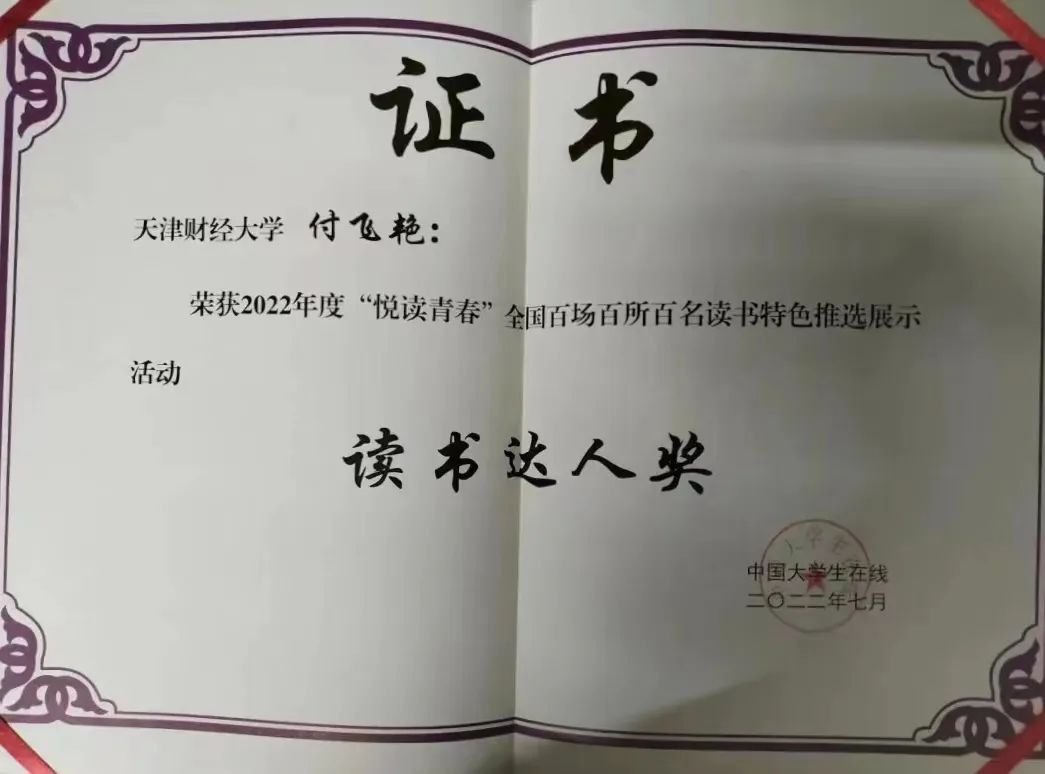 证书
天津财经大学 付飞艳：
荣获2022年度“悦读青春”全国百场百所百名读书特色推选展示
活动
读书达人奖
中国大学生在线
二〇二二年七月